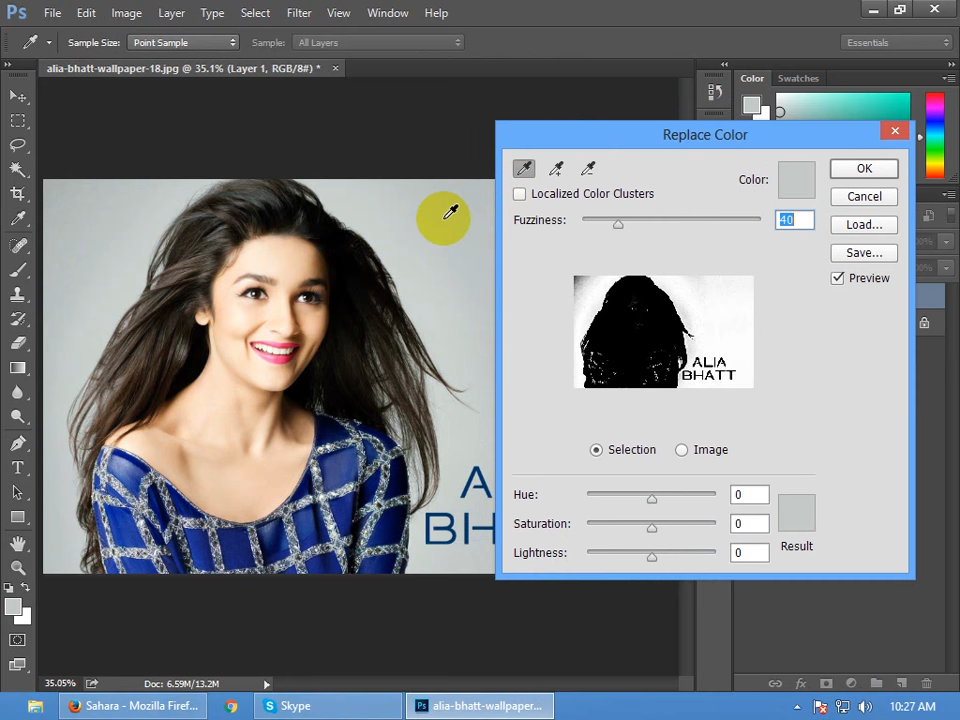 Ps File Edit Image Layer Type Select Filter View Window Help
Sample Size: Point Sample Sample: All Layers Essentials
alia-bhatt-wallpaper-18.jpg @ 35.1% (Layer 1, RGB/8#) * ×
Color Swatches
Replace Color
Color: OK
Localized Color Clusters
Cancel
Fuzziness: 40
Load...
Save...
Preview
ALIA
BHATT
Selection Image
A
BH
Hue: 0
Saturation: 0
Result
Lightness: 0
35.05% Doc: 6.59M/13.2M
Sahara - Mozilla Firef... Skype Ps alia-bhatt-wallpaper... 10:27 AM